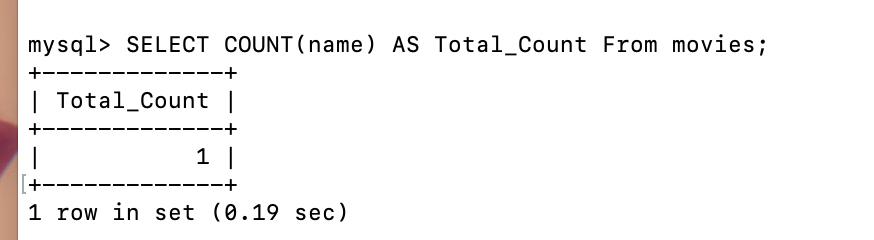 mysql> SELECT COUNT(name) AS Total_Count From movies;
+-------------+
| Total_Count |
+-------------+
|           1 |
[+-------------+
1 row in set (0.19 sec)